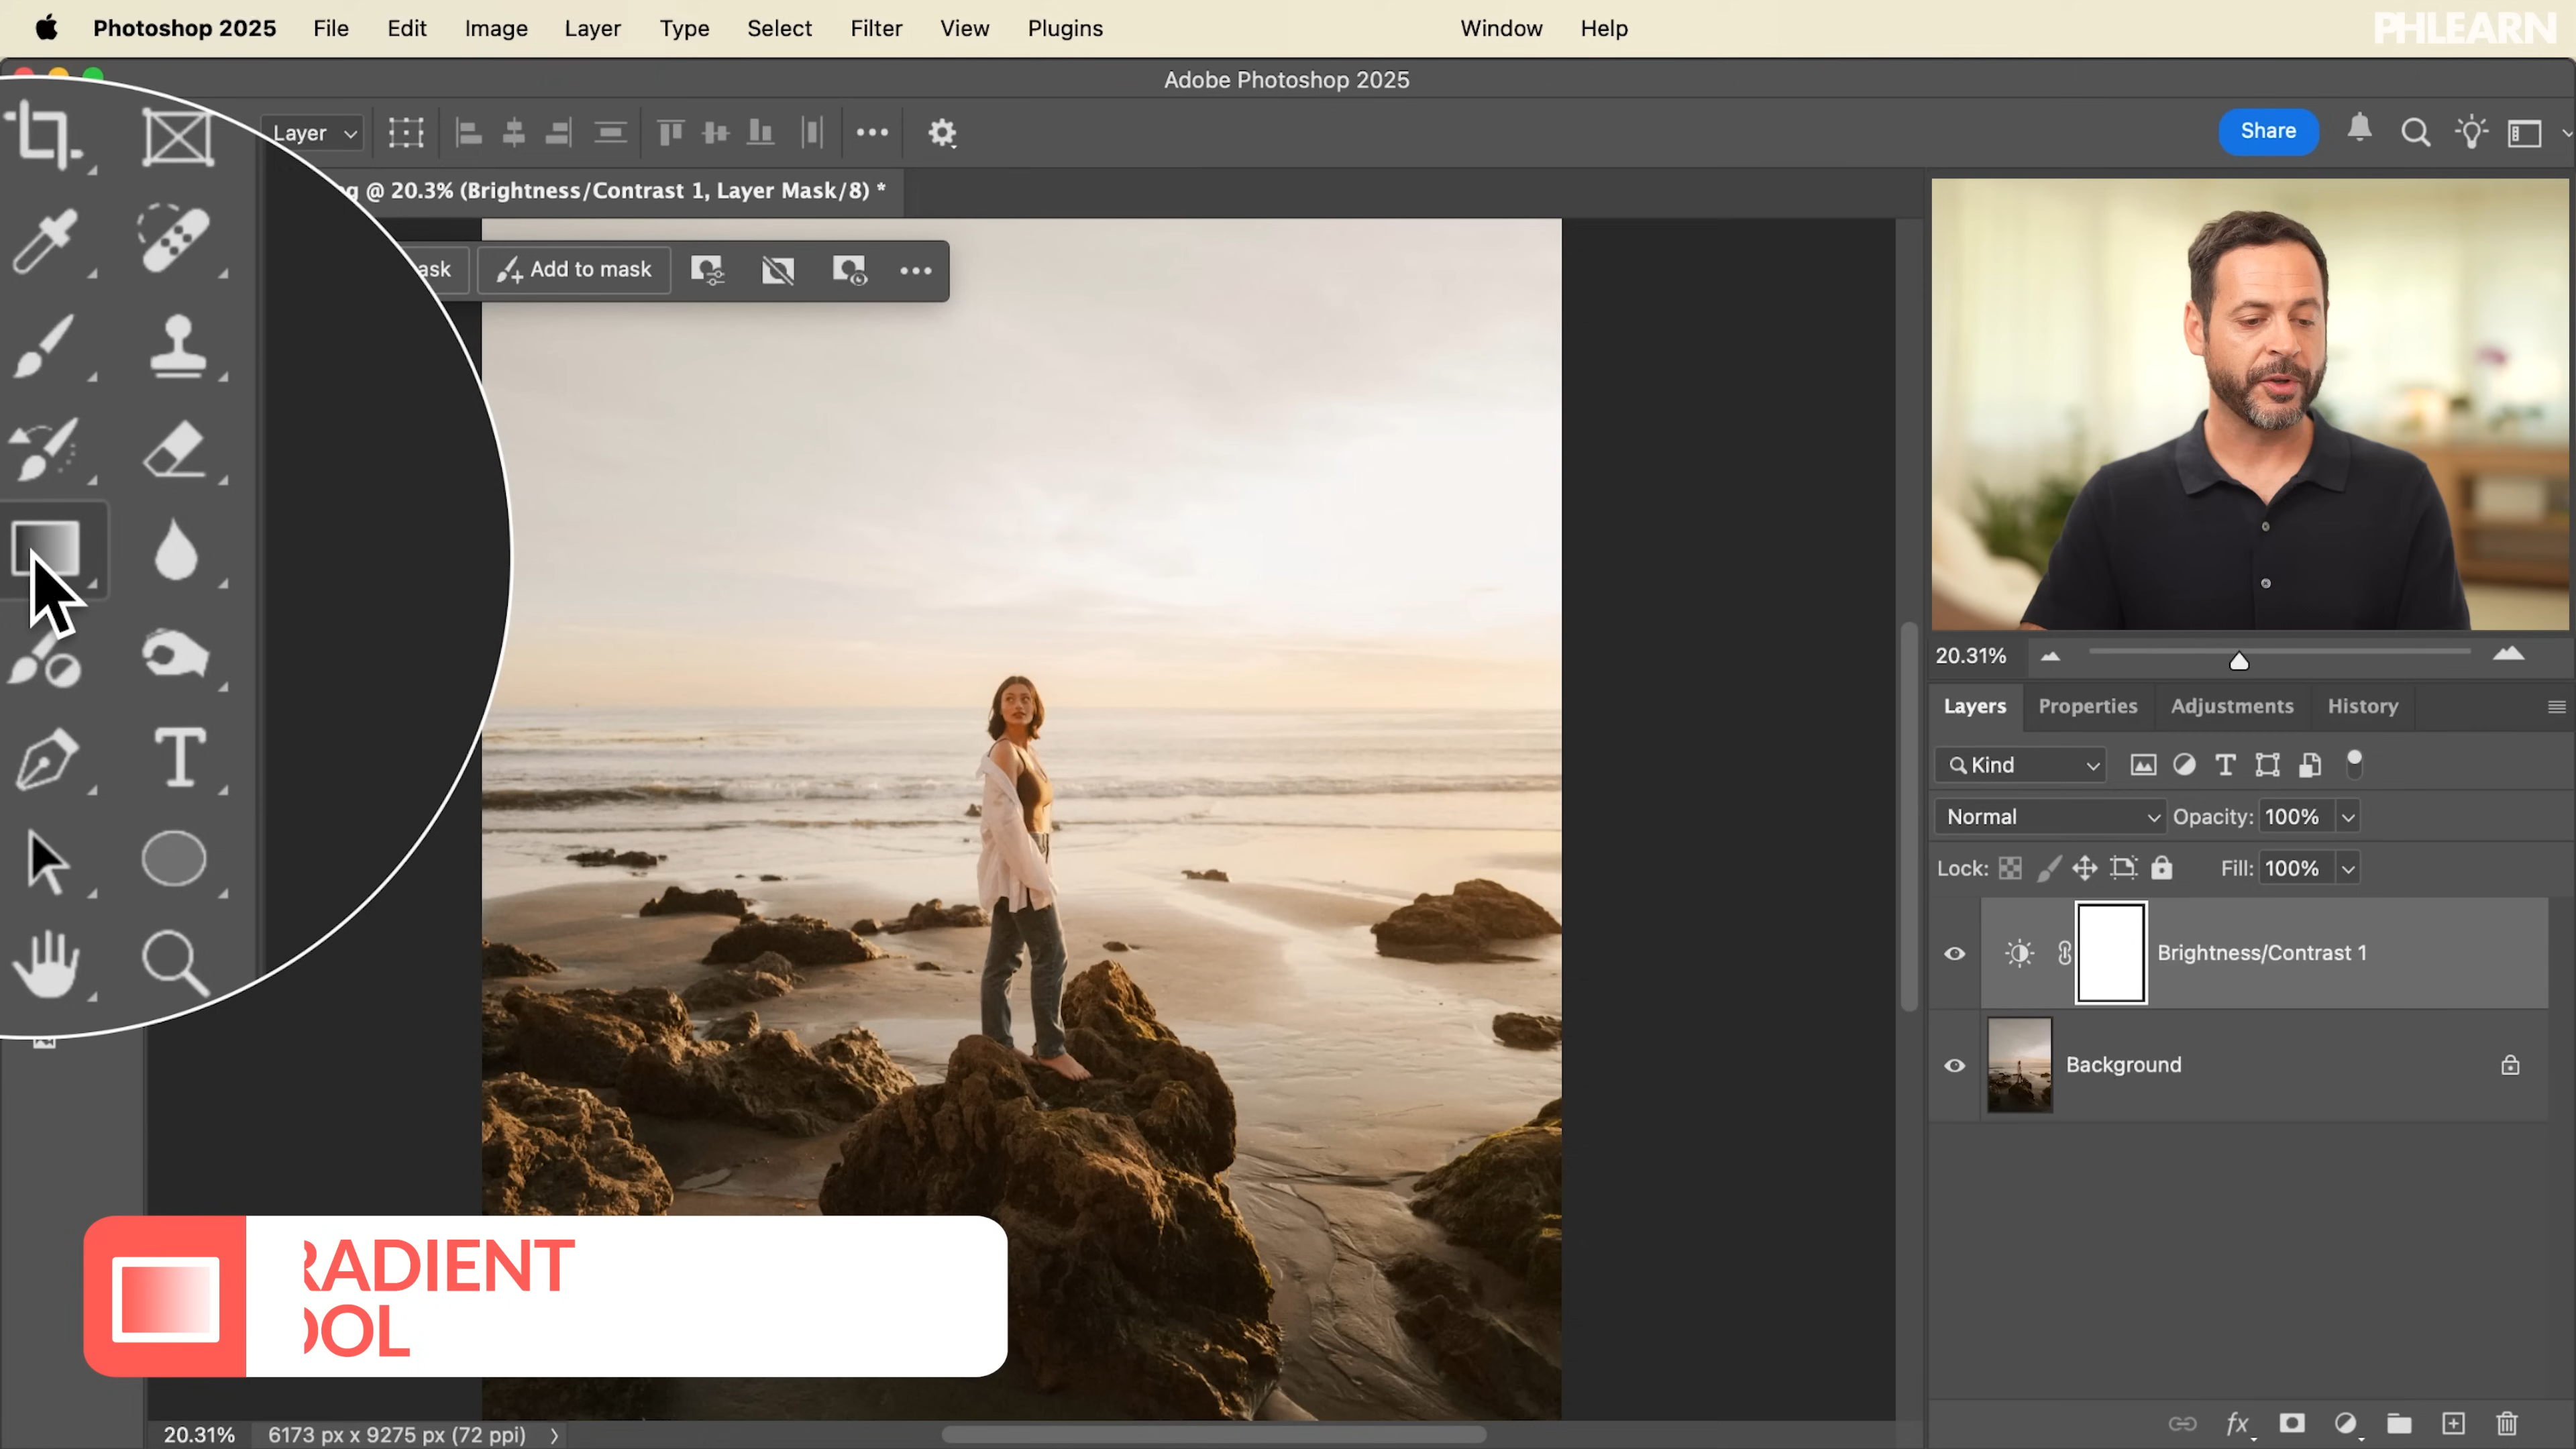 Photoshop 2025 File Edit Image Layer Type Select Filter View Plugins Window Help
PHLEARN
Adobe Photoshop 2025
Layer
Share
g @ 20.3% (Brightness/Contrast 1, Layer Mask/8) *
ask Add to mask
20.31%
Layers Properties Adjustments History
Kind
Normal Opacity: 100%
Lock: Fill: 100%
Brightness/Contrast 1
Background
RADIENT
OOL
fx
20.31% 6173 px x 9275 px (72 ppi)